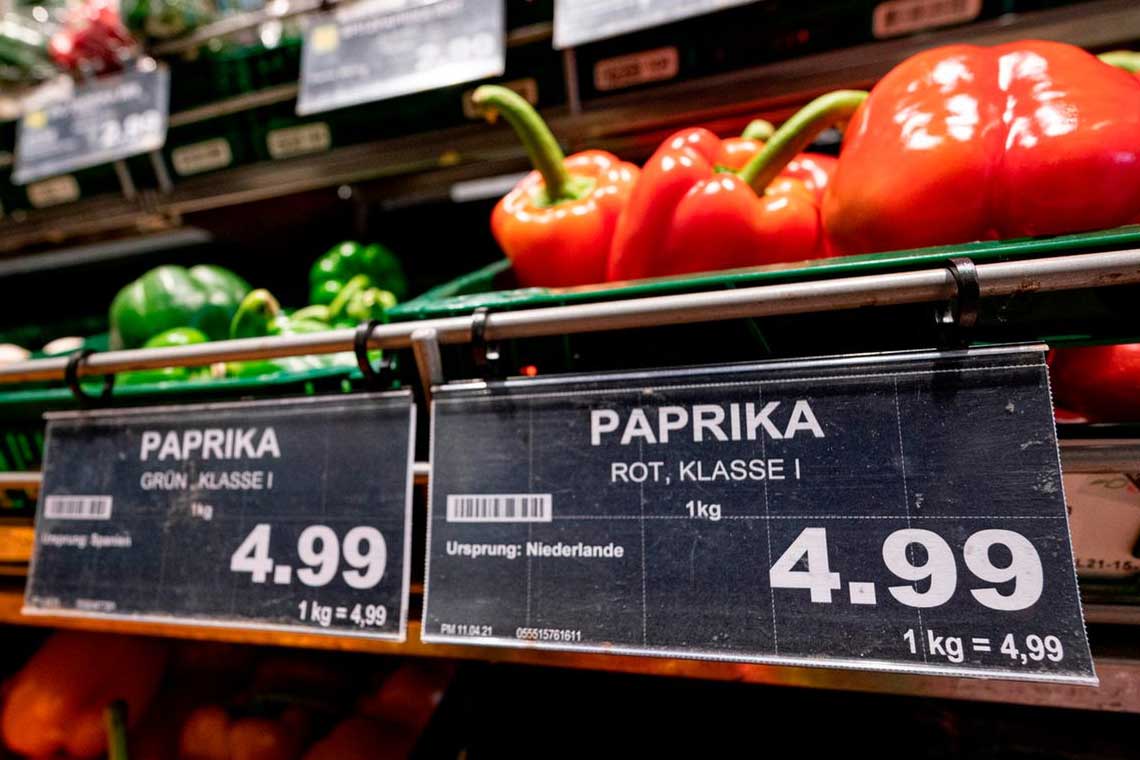 PAPRIKA
GRÜN, KLASSE I
1kg
Ursprung: Spanien
4.99
1 kg = 4,99
PAPRIKA
ROT, KLASSE I
1kg
Ursprung: Niederlande
4.99
PM 11.04.21 055515761611
1 kg = 4,99